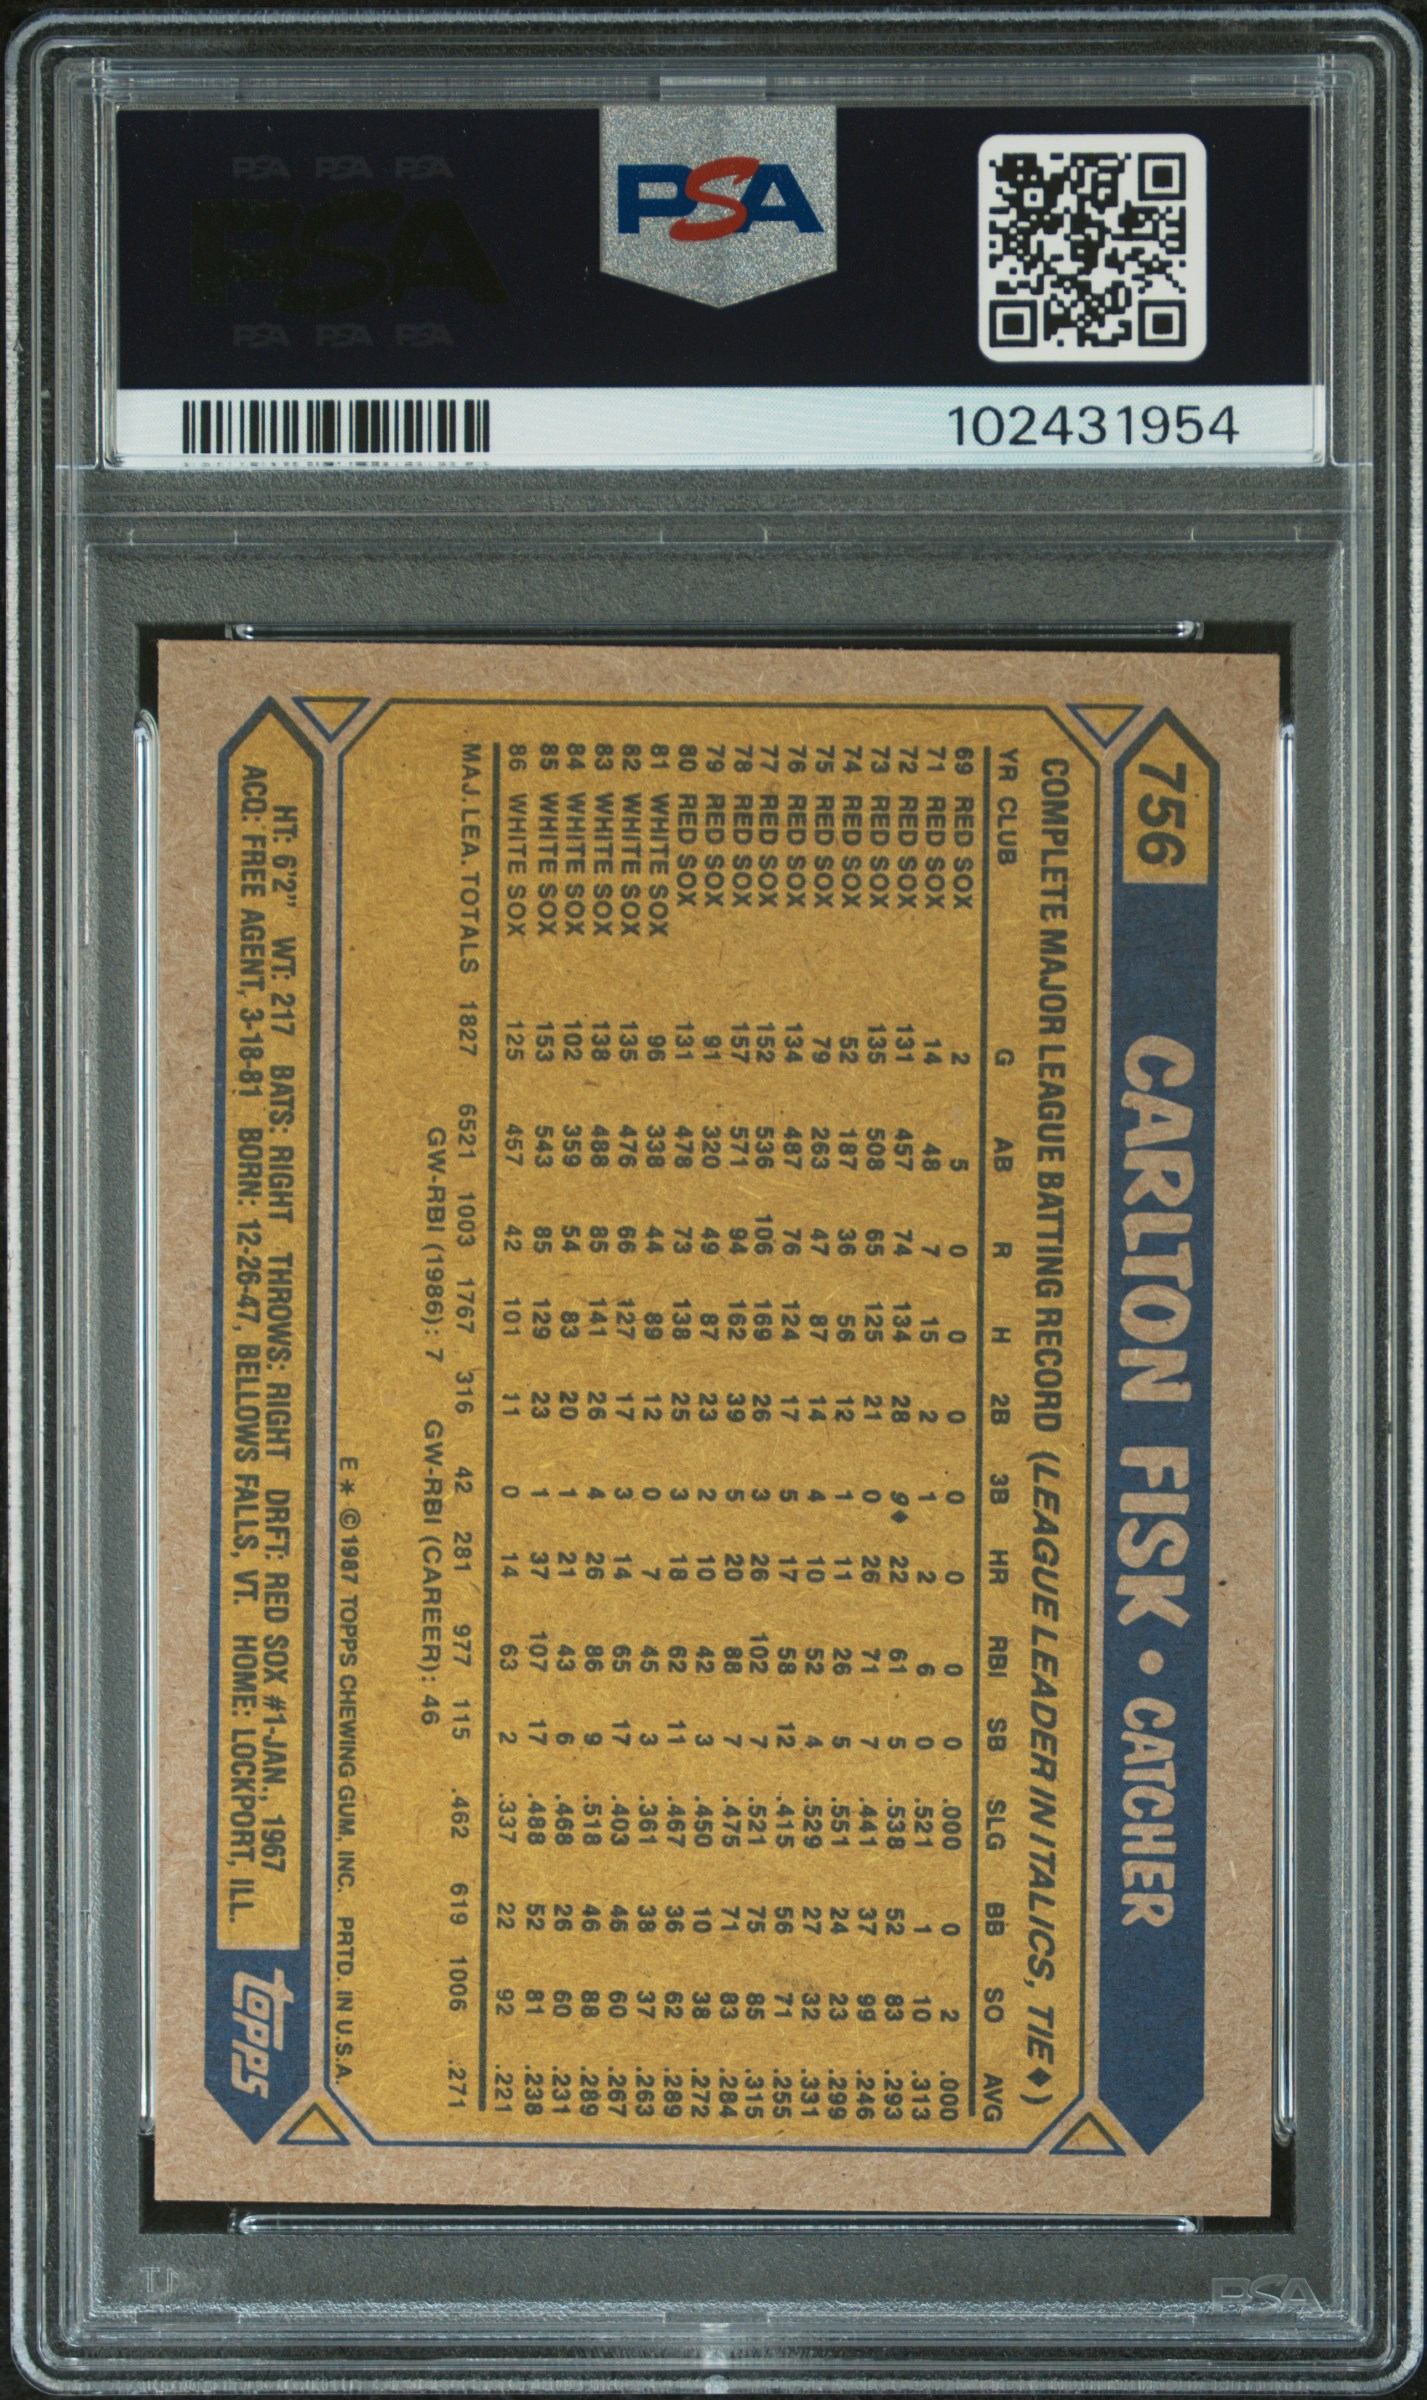 PSA PSA PSA
PSA
PSA PSA PSA
PSA
102431954
756 CARLTON FISK • CATCHER
COMPLETE MAJOR LEAGUE BATTING RECORD (LEAGUE LEADER IN ITALICS, TIE♦)
YR CLUB G AB R H 2B 3B HR RBI SB SLG BB SO AVG
69 RED SOX 2 5 0 0 0 0 0 0 0 .000 0 2 .000
71 RED SOX 14 48 7 15 2 1 2 6 0 .521 1 10 .313
72 RED SOX 131 457 74 134 28 9♦ 22 61 5 .538 52 83 .293
73 RED SOX 135 508 65 125 21 0 26 71 7 .441 37 99 .246
74 RED SOX 52 187 36 56 12 1 11 26 5 .551 24 23 .299
75 RED SOX 79 263 47 87 14 4 10 52 4 .529 27 32 .331
76 RED SOX 134 487 76 124 17 5 17 58 12 .415 56 71 .255
77 RED SOX 152 536 106 169 26 3 26 102 7 .521 75 85 .315
78 RED SOX 157 571 94 162 39 5 20 88 7 .475 71 83 .284
79 RED SOX 91 320 49 87 23 2 10 42 3 .450 10 38 .272
80 RED SOX 131 478 73 138 25 3 18 62 11 .467 36 62 .289
81 WHITE SOX 96 338 44 89 12 0 7 45 3 .361 38 37 .263
82 WHITE SOX 135 476 66 127 17 3 14 65 17 .403 46 60 .267
83 WHITE SOX 138 488 85 141 26 4 26 86 9 .518 46 88 .289
84 WHITE SOX 102 359 54 83 20 1 21 43 6 .468 26 60 .231
85 WHITE SOX 153 543 85 129 23 1 37 107 17 .488 52 81 .238
86 WHITE SOX 125 457 42 101 11 0 14 63 2 .337 22 92 .221
MAJ. LEA. TOTALS 1827 6521 1003 1767 316 42 281 977 115 .462 619 1006 .271
GW-RBI (1986): 7 GW-RBI (CAREER): 46
E * ©1987 TOPPS CHEWING GUM, INC. PRTD. IN U.S.A.
HT: 6'2" WT: 217 BATS: RIGHT THROWS: RIGHT DRFT: RED SOX #1-JAN., 1967
ACQ: FREE AGENT, 3-18-81 BORN: 12-26-47, BELLOWS FALLS, VT. HOME: LOCKPORT, ILL.
topps
PSA